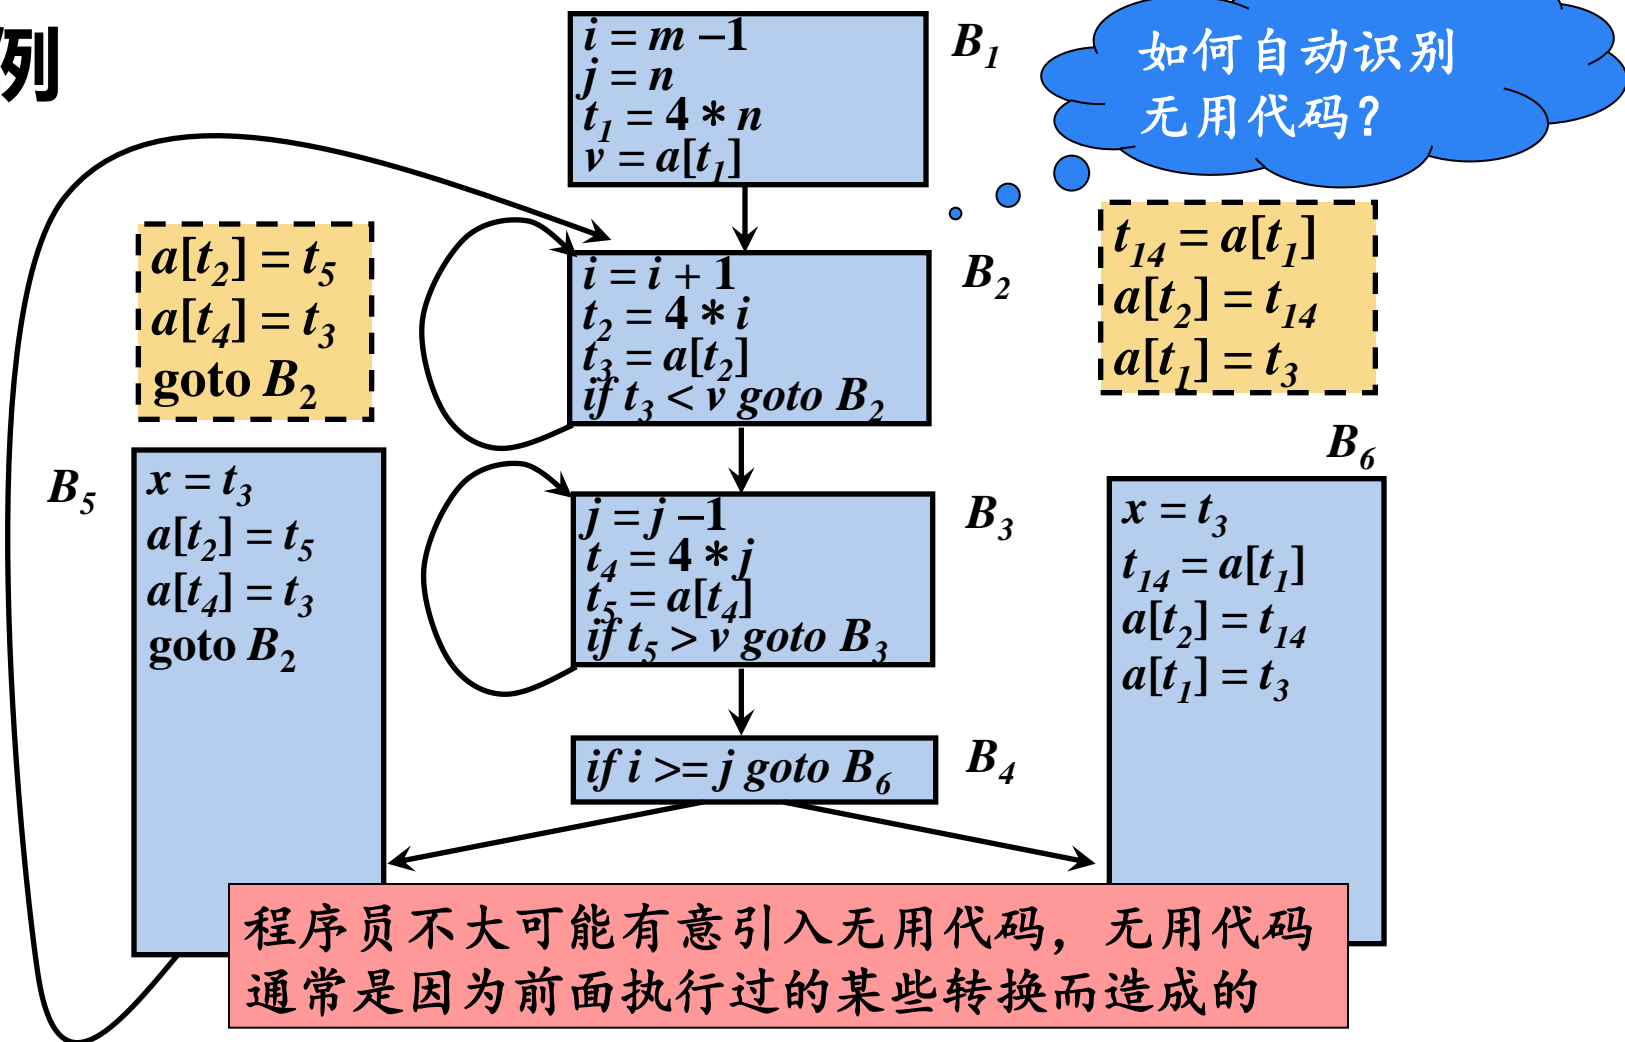 例
i = m −1
j = n
t1 = 4 * n
v = a[t1]
B1
如何自动识别
无用代码?
a[t2] = t5
a[t4] = t3
goto B2
i = i + 1
t2 = 4 * i
t3 = a[t2]
if t3 < v goto B2
B2
t14 = a[t1]
a[t2] = t14
a[t1] = t3
B5
x = t3
a[t2] = t5
a[t4] = t3
goto B2
j = j −1
t4 = 4 * j
t5 = a[t4]
if t5 > v goto B3
B3
B6
x = t3
t14 = a[t1]
a[t2] = t14
a[t1] = t3
if i >= j goto B6
B4
程序员不大可能有意引入无用代码，无用代码
通常是因为前面执行过的某些转换而造成的